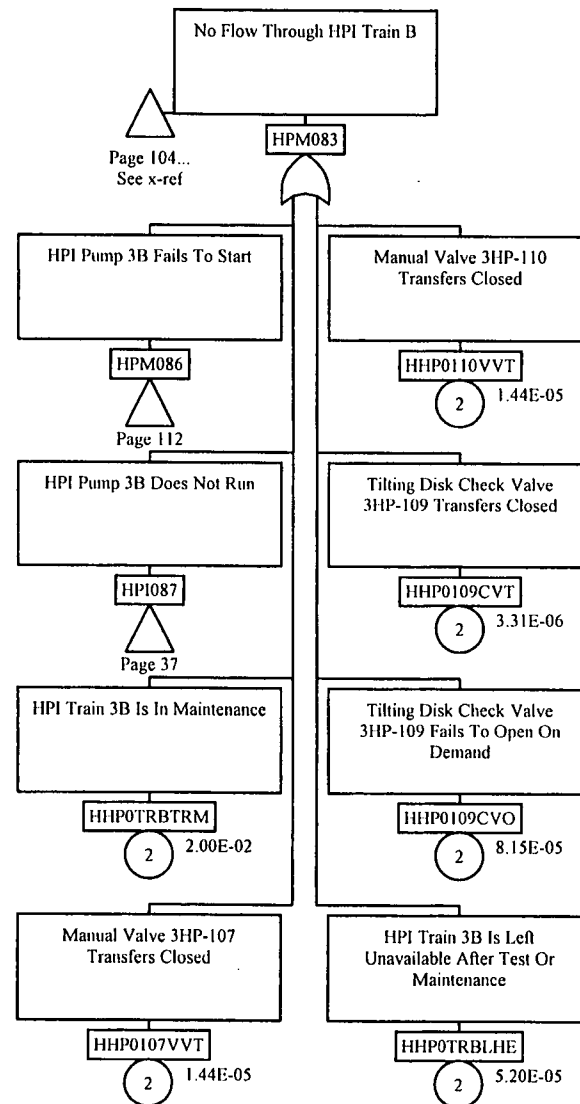 No Flow Through HPI Train B
HPM083
Page 104...
See x-ref
HPI Pump 3B Fails To Start
HPM086
Page 112
Manual Valve 3HP-110
Transfers Closed
HHP0110VVT
2
1.44E-05
HPI Pump 3B Does Not Run
HPI087
Page 37
Tilting Disk Check Valve
3HP-109 Transfers Closed
HHP0109CVT
2
3.31E-06
HPI Train 3B Is In Maintenance
HHP0TRBTRM
2
2.00E-02
Tilting Disk Check Valve
3HP-109 Fails To Open On
Demand
HHP0109CVO
2
8.15E-05
Manual Valve 3HP-107
Transfers Closed
HHP0107VVT
2
1.44E-05
HPI Train 3B Is Left
Unavailable After Test Or
Maintenance
HHP0TRBLHE
2
5.20E-05